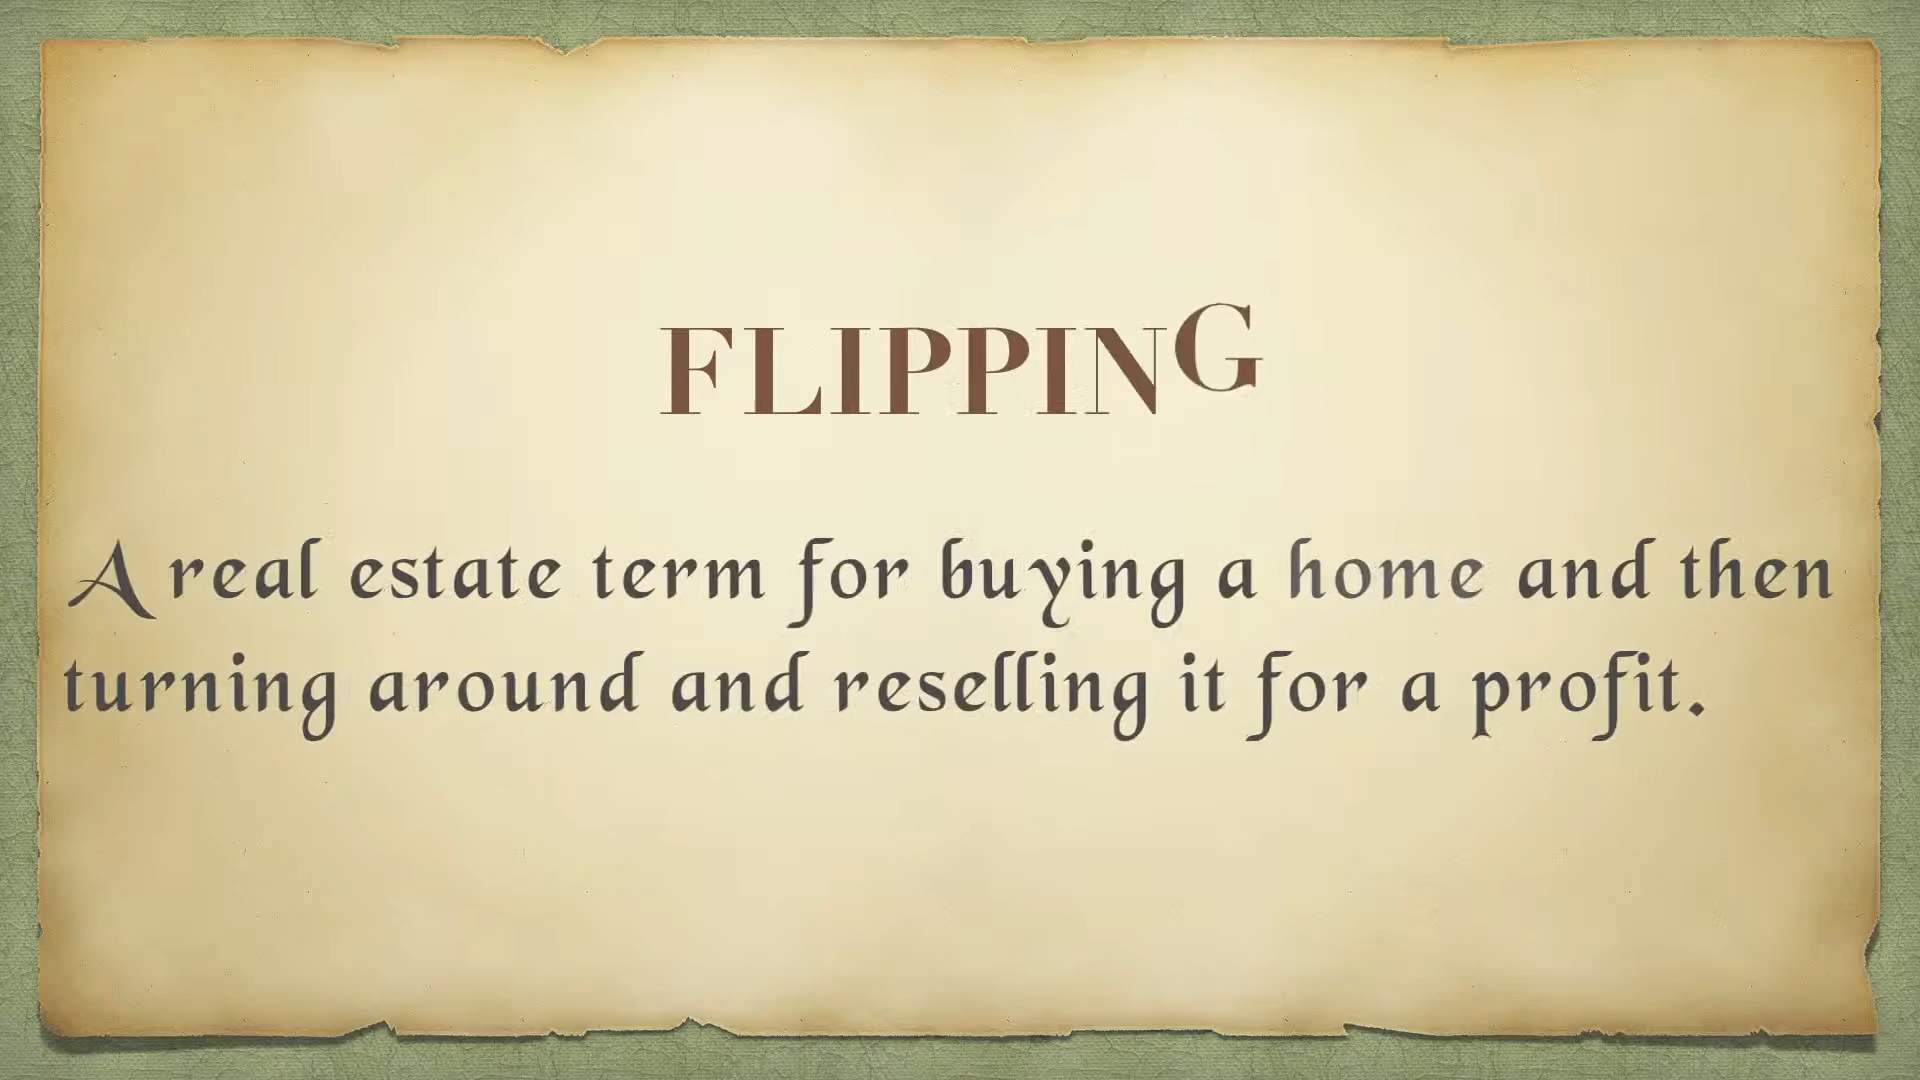 FLIPPING
A real estate term for buying a home and then
turning around and reselling it for a profit.